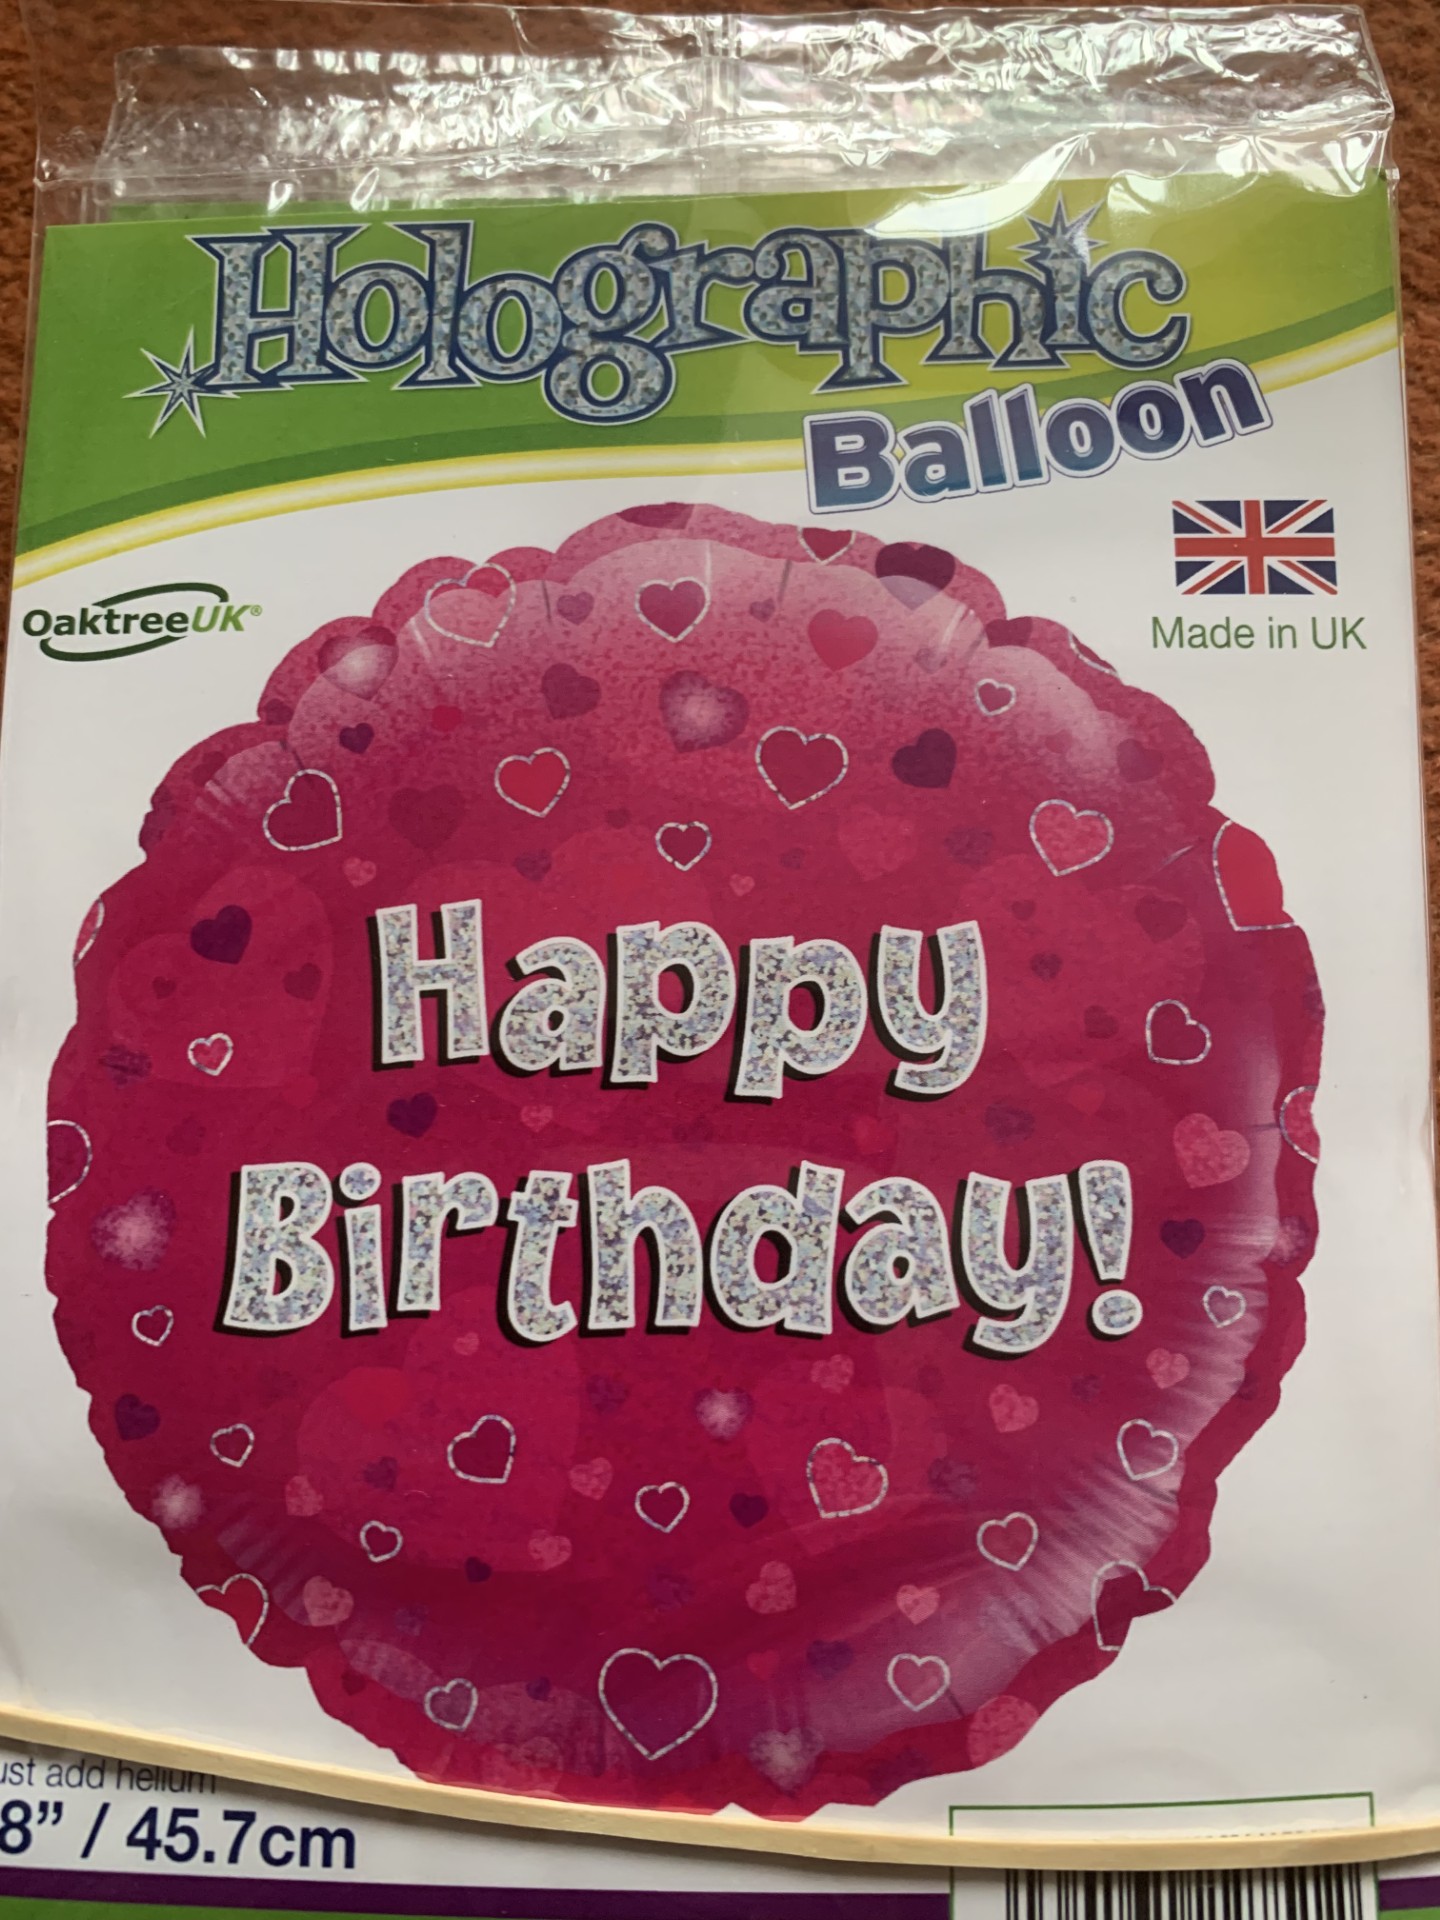 Holographic
Balloon
OaktreeUK®
Made in UK
Happy
Birthday!
ust add helium
8” / 45.7cm